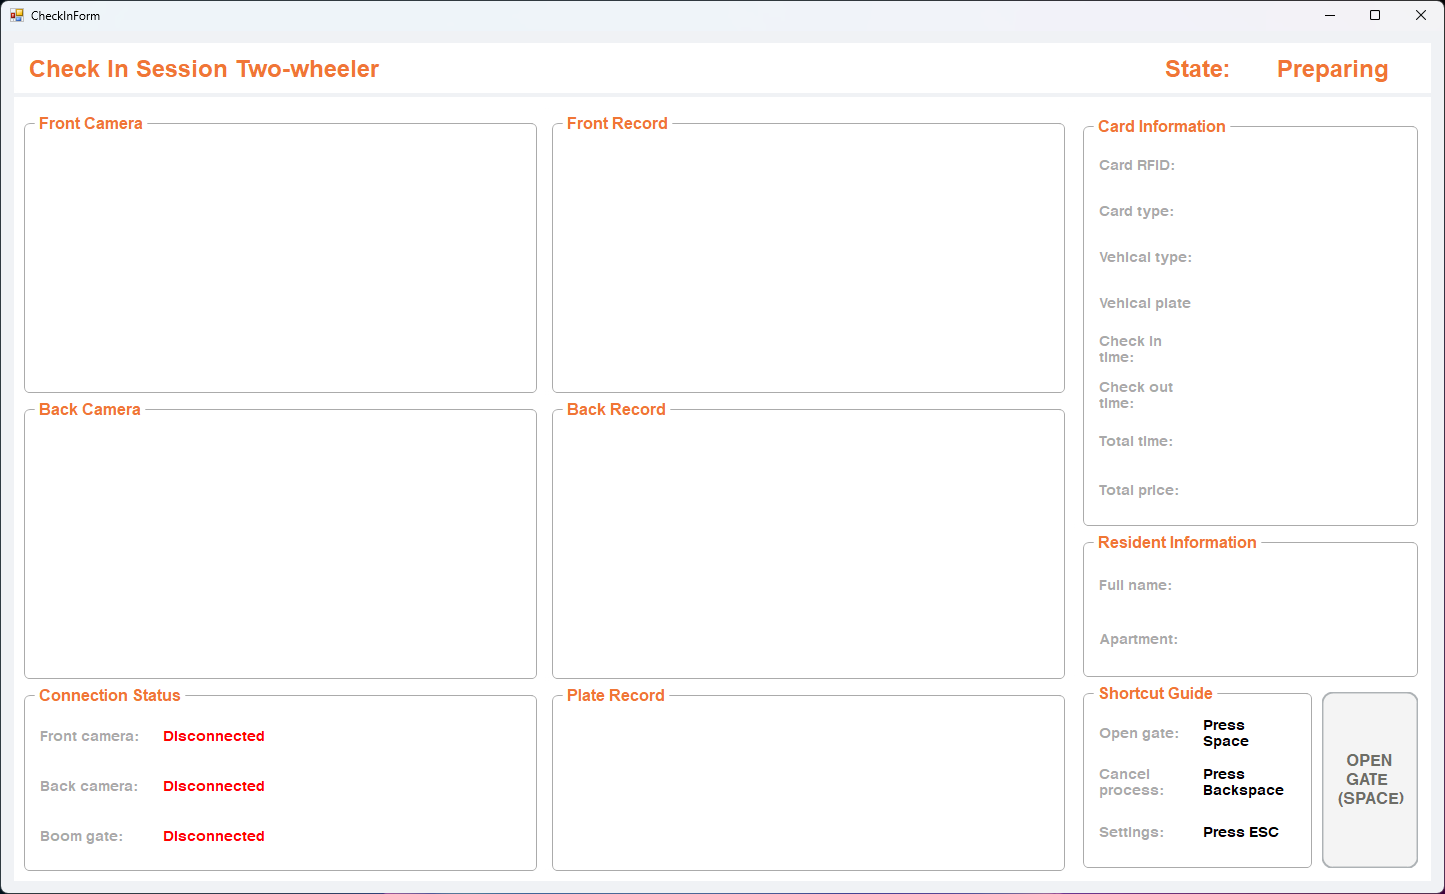 CheckInForm
Check In Session Two-wheeler
State: Preparing
Front Camera
Front Record
Card Information
Card RFID:
Card type:
Vehical type:
Vehical plate
Check in
time:
Check out
time:
Total time:
Total price:
Back Camera
Back Record
Resident Information
Full name:
Apartment:
Connection Status
Front camera: Disconnected
Back camera: Disconnected
Boom gate: Disconnected
Plate Record
Shortcut Guide
Open gate: Press
Space
Cancel Press
process: Backspace
Settings: Press ESC
OPEN
GATE
(SPACE)